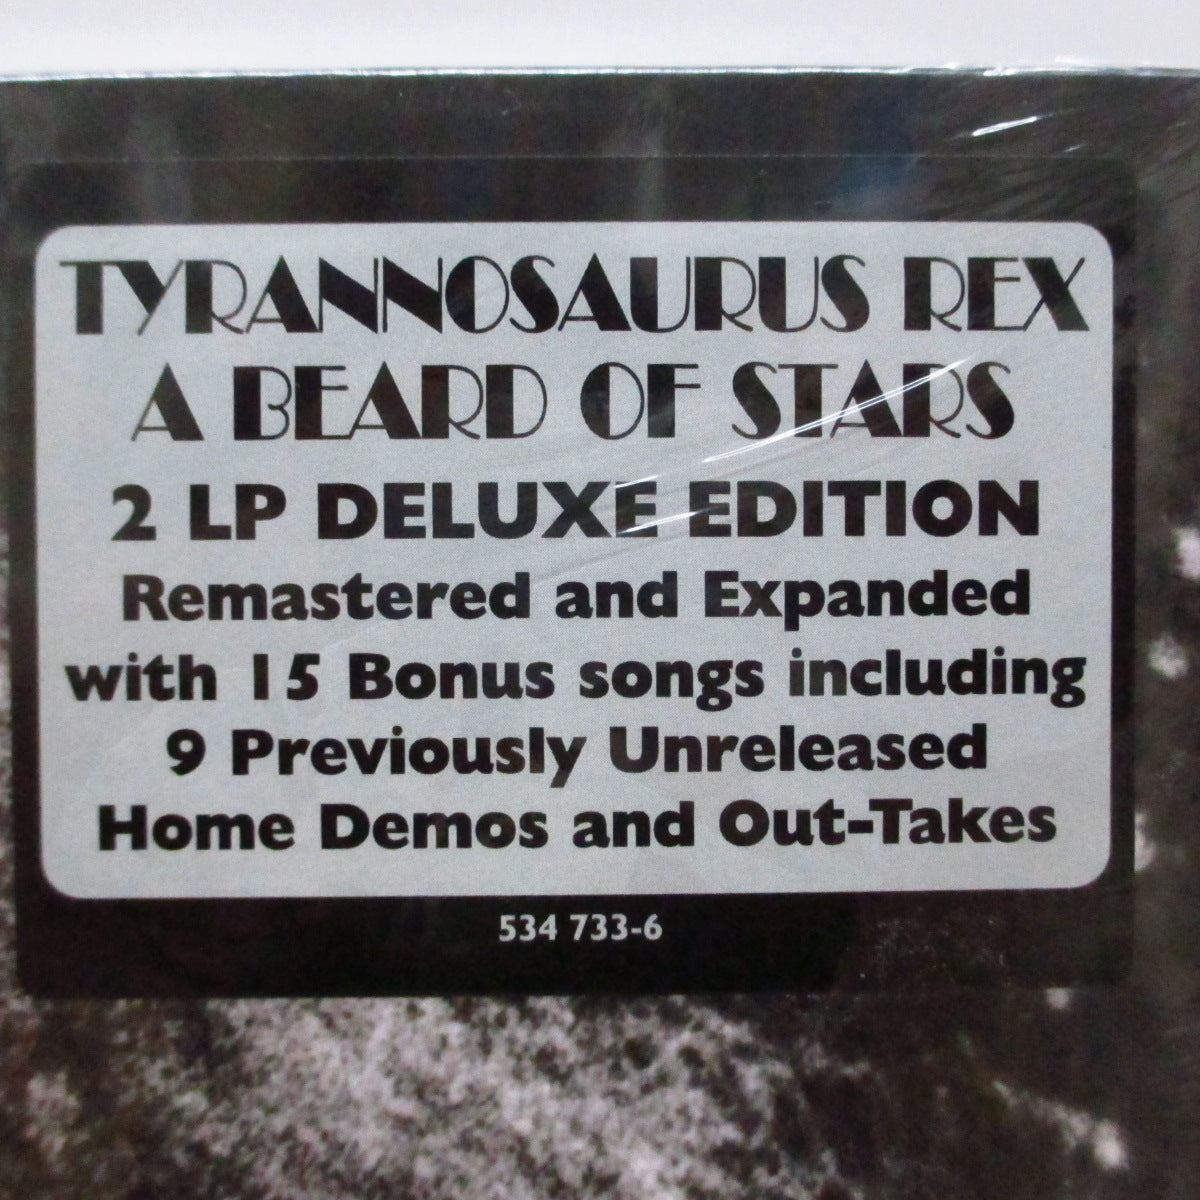 TYRANNOSAURUS REX
A BEARD OF STARS
2 LP DELUXE EDITION
Remastered and Expanded
with 15 Bonus songs including
9 Previously Unreleased
Home Demos and Out-Takes
534 733-6